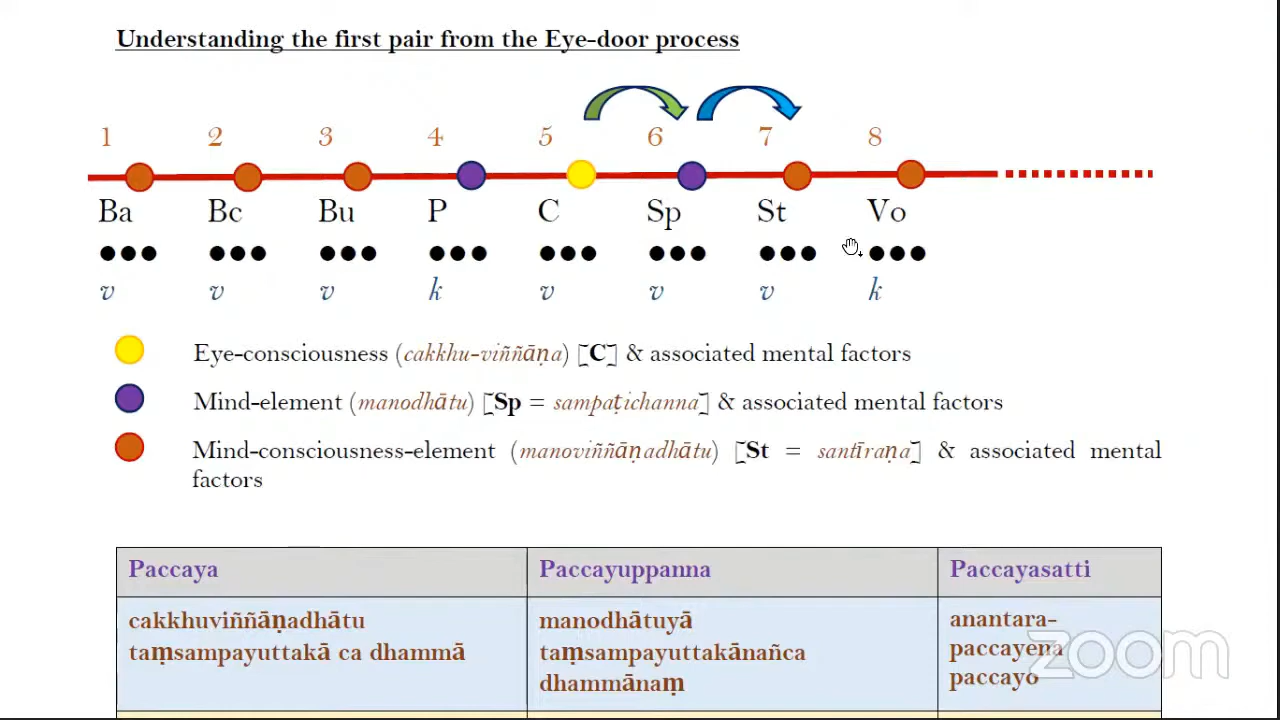 Understanding the first pair from the Eye-door process
1 2 3 4 5 6 7 8
Ba Bc Bu P C Sp St Vo
●●● ●●● ●●● ●●● ●●● ●●● ●●● ●●●
v v v k v v v k
Eye-consciousness (cakkhu-viññāṇa) [C] & associated mental factors
Mind-element (manodhātu) [Sp = sampaṭichanna] & associated mental factors
Mind-consciousness-element (manoviññāṇadhātu) [St = santīraṇa] & associated mental
factors
Paccaya Paccayuppanna Paccayasatti
cakkhuviññāṇadhātu
taṃsampayuttakā ca dhammā
manodhātuyā
taṃsampayuttakānañca
dhammānaṃ
anantara-
paccayena
paccayo
zoom